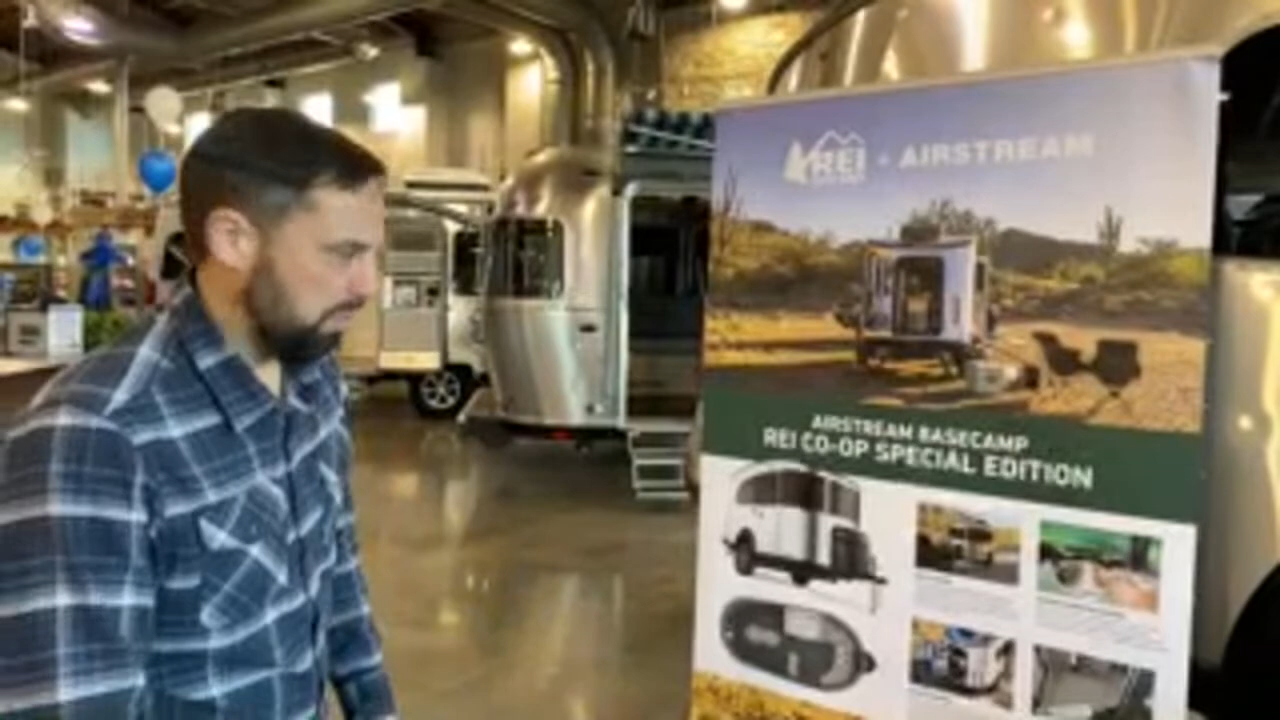 REI + AIRSTREAM
AIRSTREAM BASECAMP
REI CO-OP SPECIAL EDITION